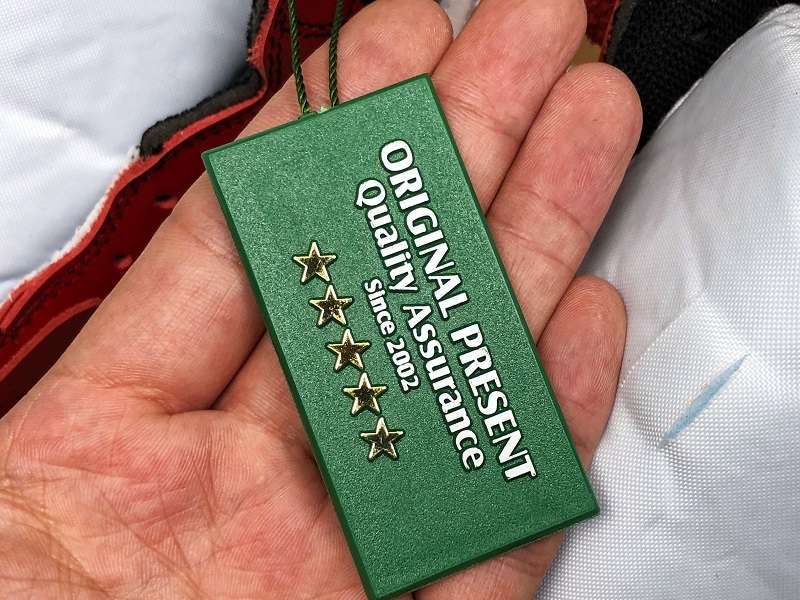 ORIGINAL PRESENT
Quality Assurance
Since 2002